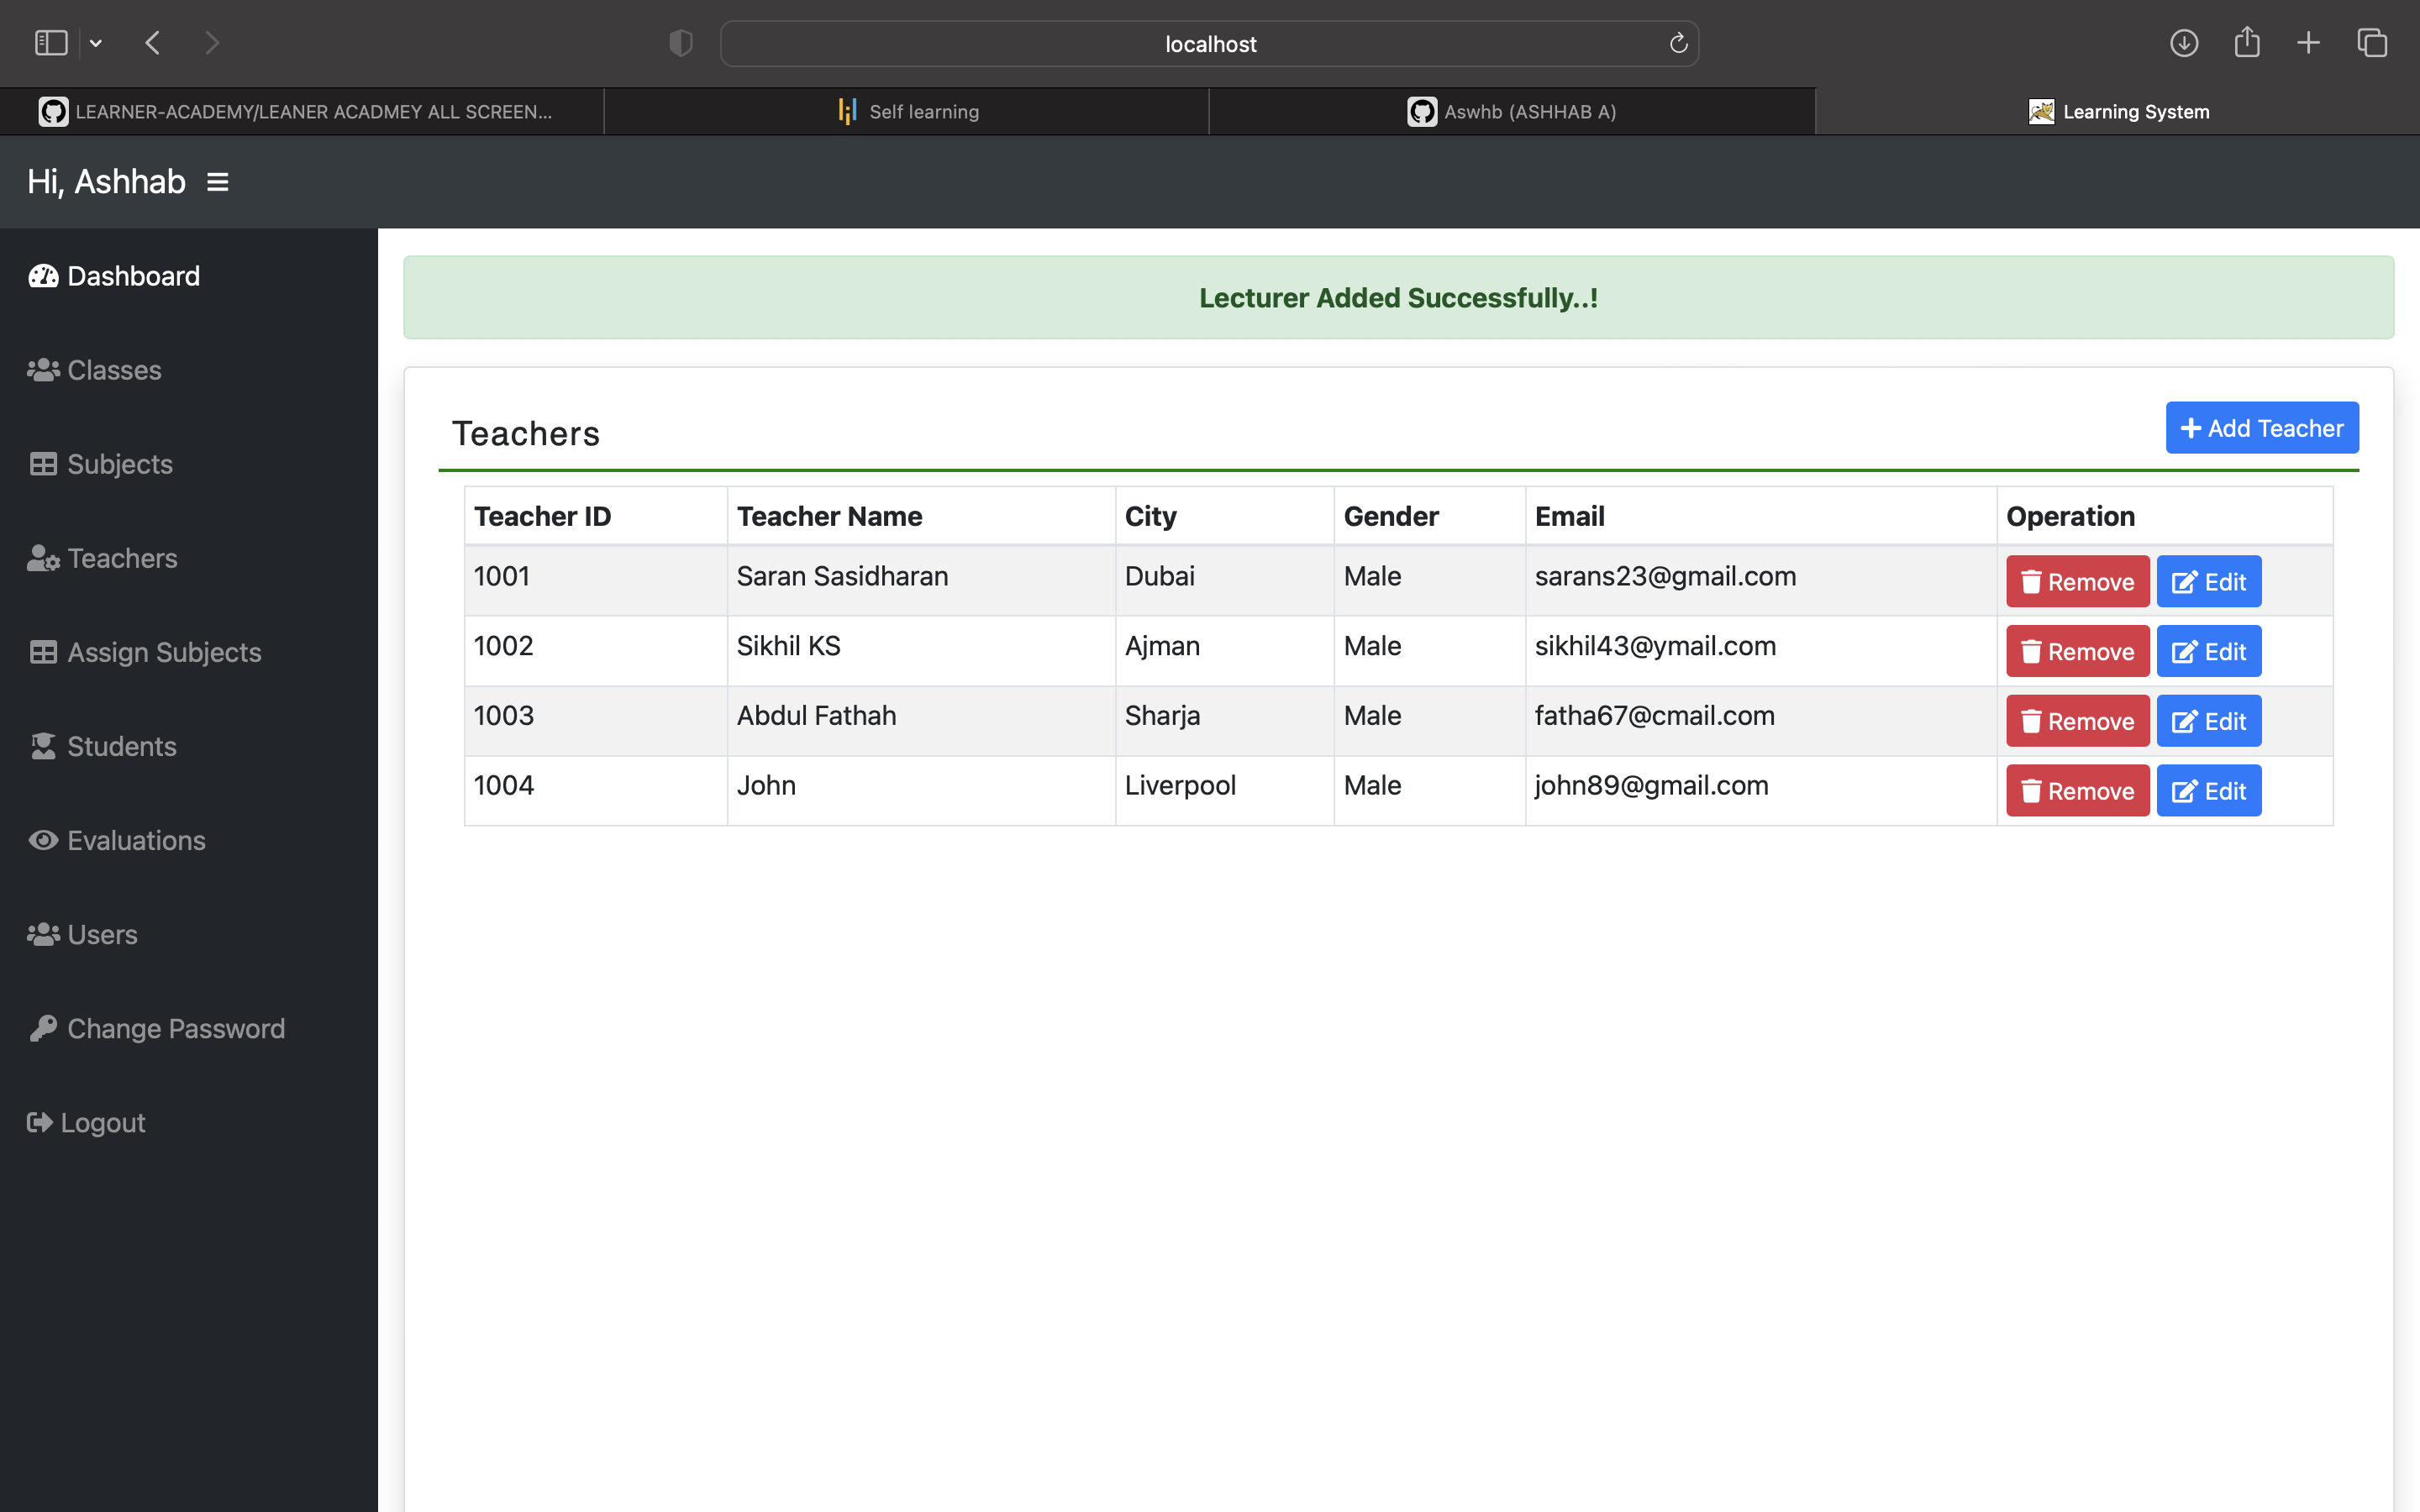 localhost
LEARNER-ACADEMY/LEANER ACADMEY ALL SCREEN...
Self learning
Aswhb (ASHHAB A)
Learning System
Hi, Ashhab
Dashboard
Classes
Subjects
Teachers
Assign Subjects
Students
Evaluations
Users
Change Password
Logout
Lecturer Added Successfully..!
Teachers
Add Teacher
Teacher ID Teacher Name City Gender Email Operation
1001 Saran Sasidharan Dubai Male sarans23@gmail.com Remove Edit
1002 Sikhil KS Ajman Male sikhil43@ymail.com Remove Edit
1003 Abdul Fathah Sharja Male fatha67@cmail.com Remove Edit
1004 John Liverpool Male john89@gmail.com Remove Edit